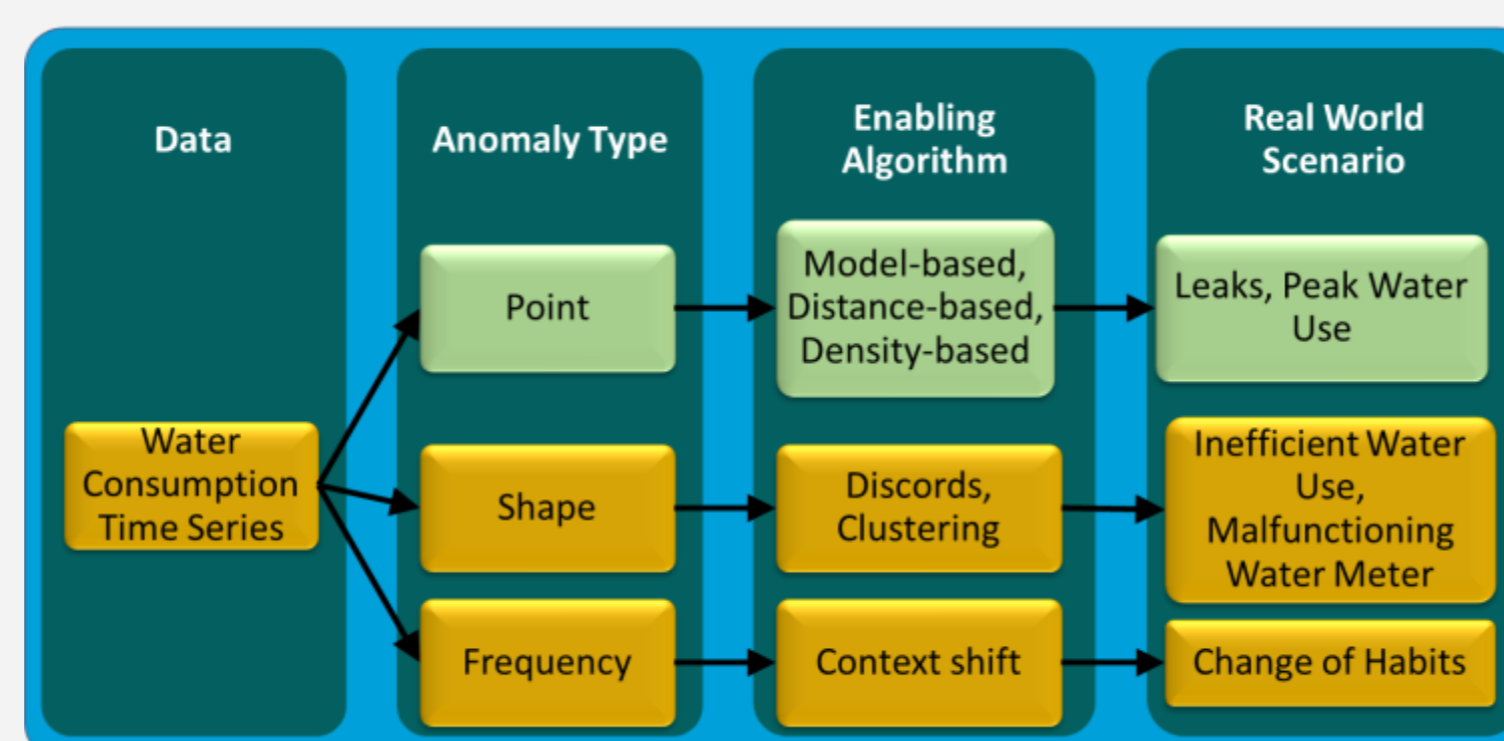 Data
Anomaly Type
Enabling
Algorithm
Real World
Scenario
Water
Consumption
Time Series
Point
Model-based,
Distance-based,
Density-based
Leaks, Peak Water
Use
Shape
Discords,
Clustering
Inefficient Water
Use,
Malfunctioning
Water Meter
Frequency
Context shift
Change of Habits